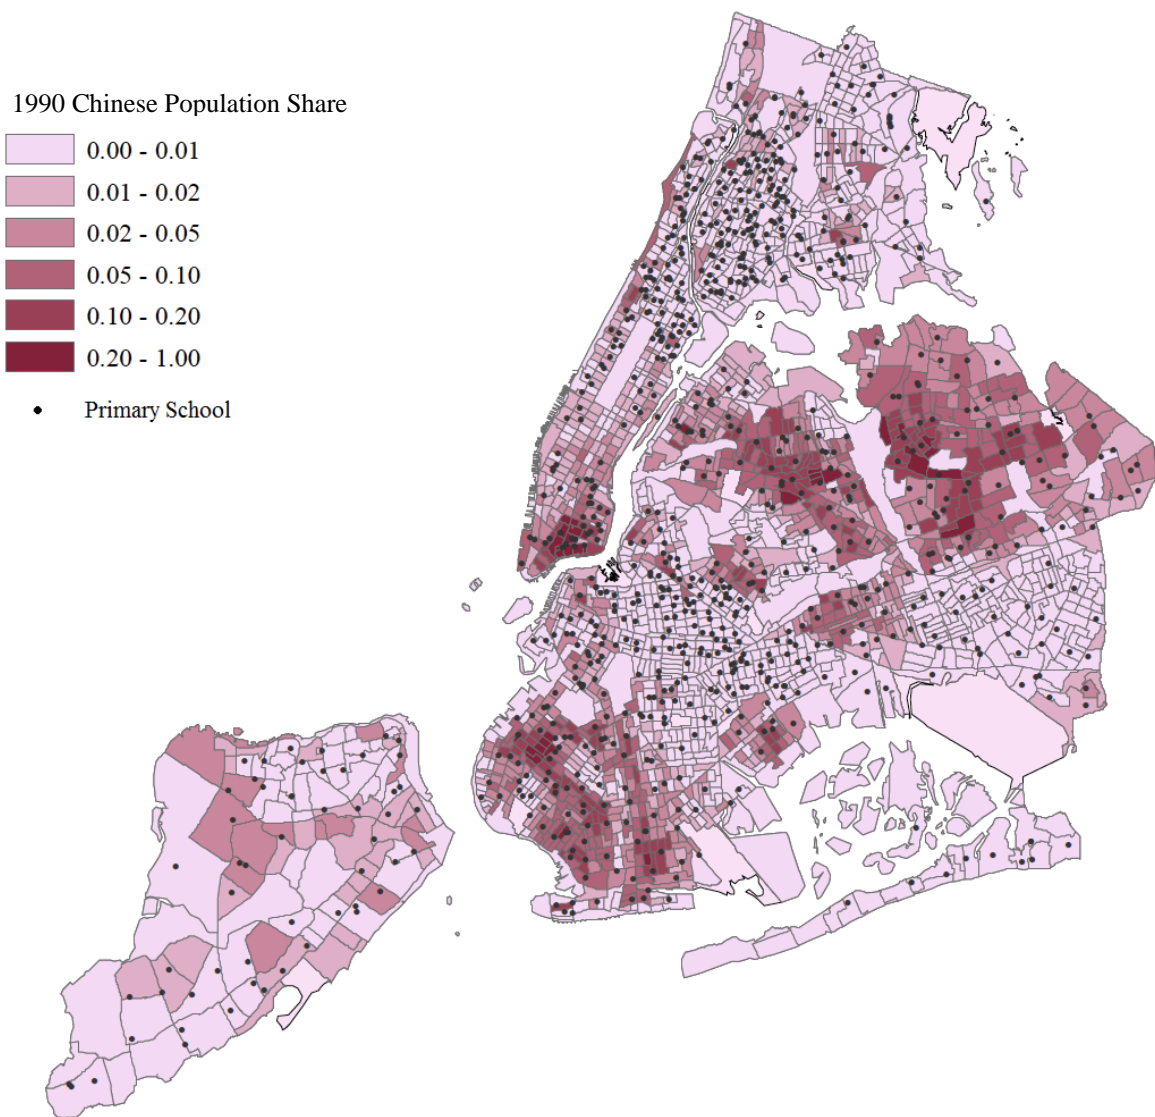 1990 Chinese Population Share
0.00 - 0.01
0.01 - 0.02
0.02 - 0.05
0.05 - 0.10
0.10 - 0.20
0.20 - 1.00
Primary School